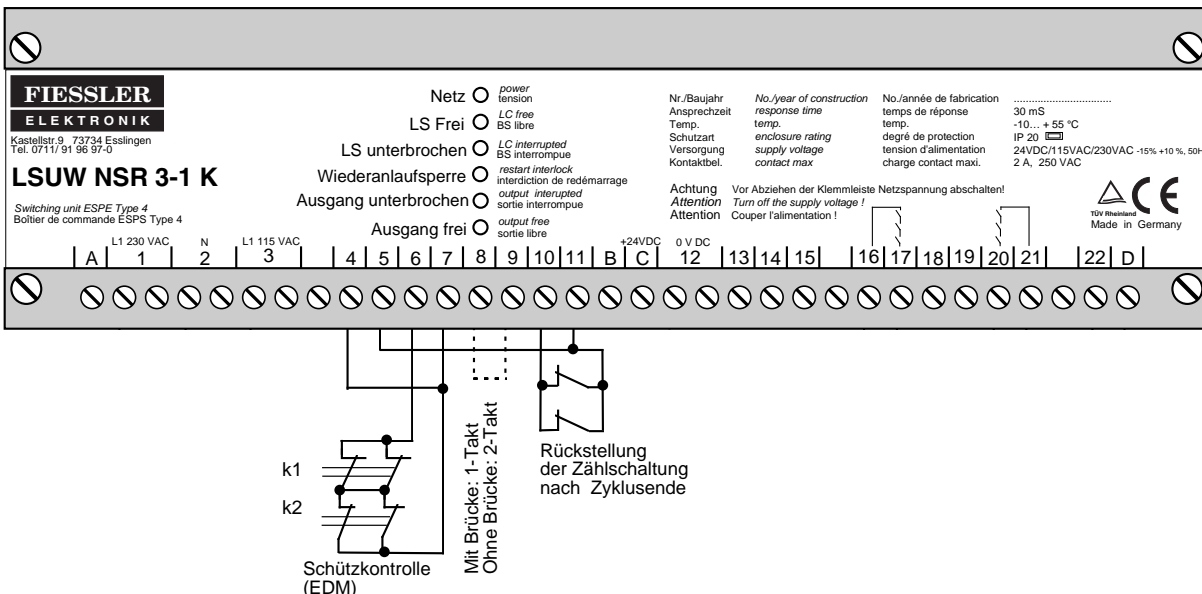 FIESSLER
ELEKTRONIK
Kastellstr.9 73734 Esslingen
Tel. 0711/ 91 96 97-0
LSUW NSR 3-1 K
Switching unit ESPE Type 4
Boîtier de commande ESPS Type 4
Netz power
tension
LS Frei LC free
BS libre
LS unterbrochen LC interrupted
BS interrompue
Wiederanlaufsperre restart interlock
interdiction de redémarrage
Ausgang unterbrochen output interupted
sortie interrompue
Ausgang frei output free
sortie libre
Nr./Baujahr No./year of construction No./année de fabrication ................................
Ansprechzeit response time temps de réponse 30 mS
Temp. temp. temp. -10... + 55 °C
Schutzart enclosure rating degré de protection IP 20
Versorgung supply voltage tension d'alimentation 24VDC/115VAC/230VAC -15% +10 %, 50H
Kontaktbel. contact max charge contact maxi. 2 A, 250 VAC
Achtung Vor Abziehen der Klemmleiste Netzspannung abschalten!
Attention Turn off the supply voltage !
Attention Couper l'alimentation !
TÜV Rheinland
CE
Made in Germany
L1 230 VAC N L1 115 VAC +24VDC 0 V DC
A 1 2 3 4 5 6 7 8 9 10 11 B C 12 13 14 15 16 17 18 19 20 21 22 D
k1
k2
Schützkontrolle
(EDM)
Mit Brücke: 1-Takt
Ohne Brücke: 2-Takt
Rückstellung
der Zählschaltung
nach Zyklusende